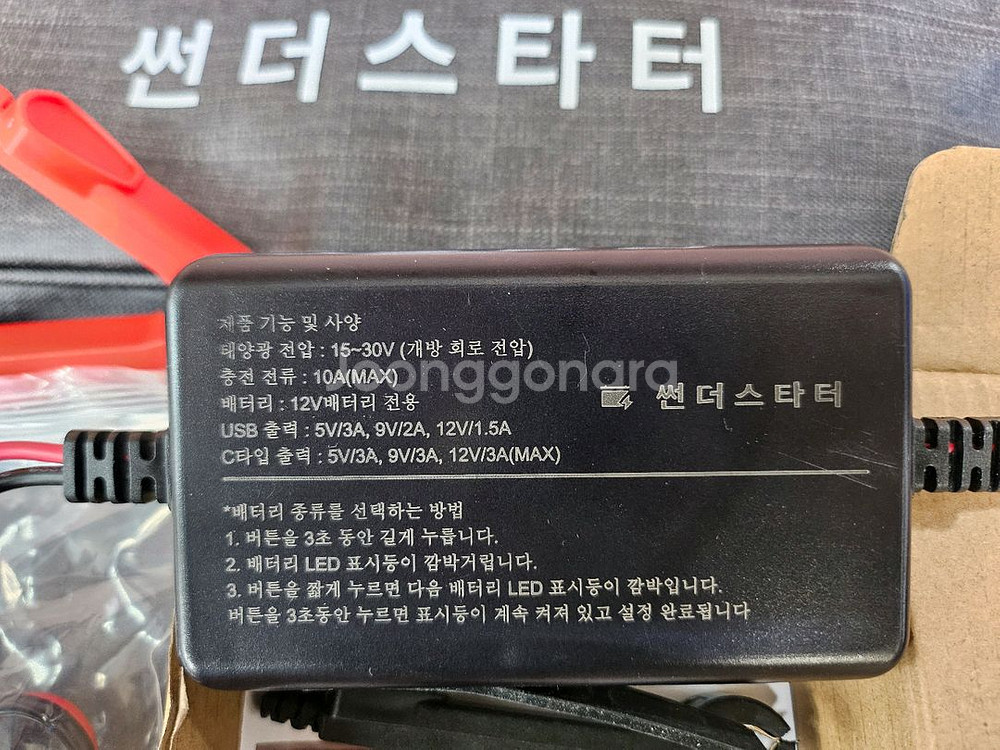 썬더스타터
제품 기능 및 사양
태양광 전압 : 15~30V (개방 회로 전압)
충전 전류 : 10A(MAX)
배터리 : 12V배터리 전용
USB 출력 : 5V/3A, 9V/2A, 12V/1.5A
C타입 출력 : 5V/3A, 9V/3A, 12V/3A(MAX)
썬더스타터
joonggonara
*배터리 종류를 선택하는 방법
1. 버튼을 3초 동안 길게 누릅니다.
2. 배터리 LED 표시등이 깜박거립니다.
3. 버튼을 짧게 누르면 다음 배터리 LED 표시등이 깜박입니다.
버튼을 3초동안 누르면 표시등이 계속 켜져 있고 설정 완료됩니다